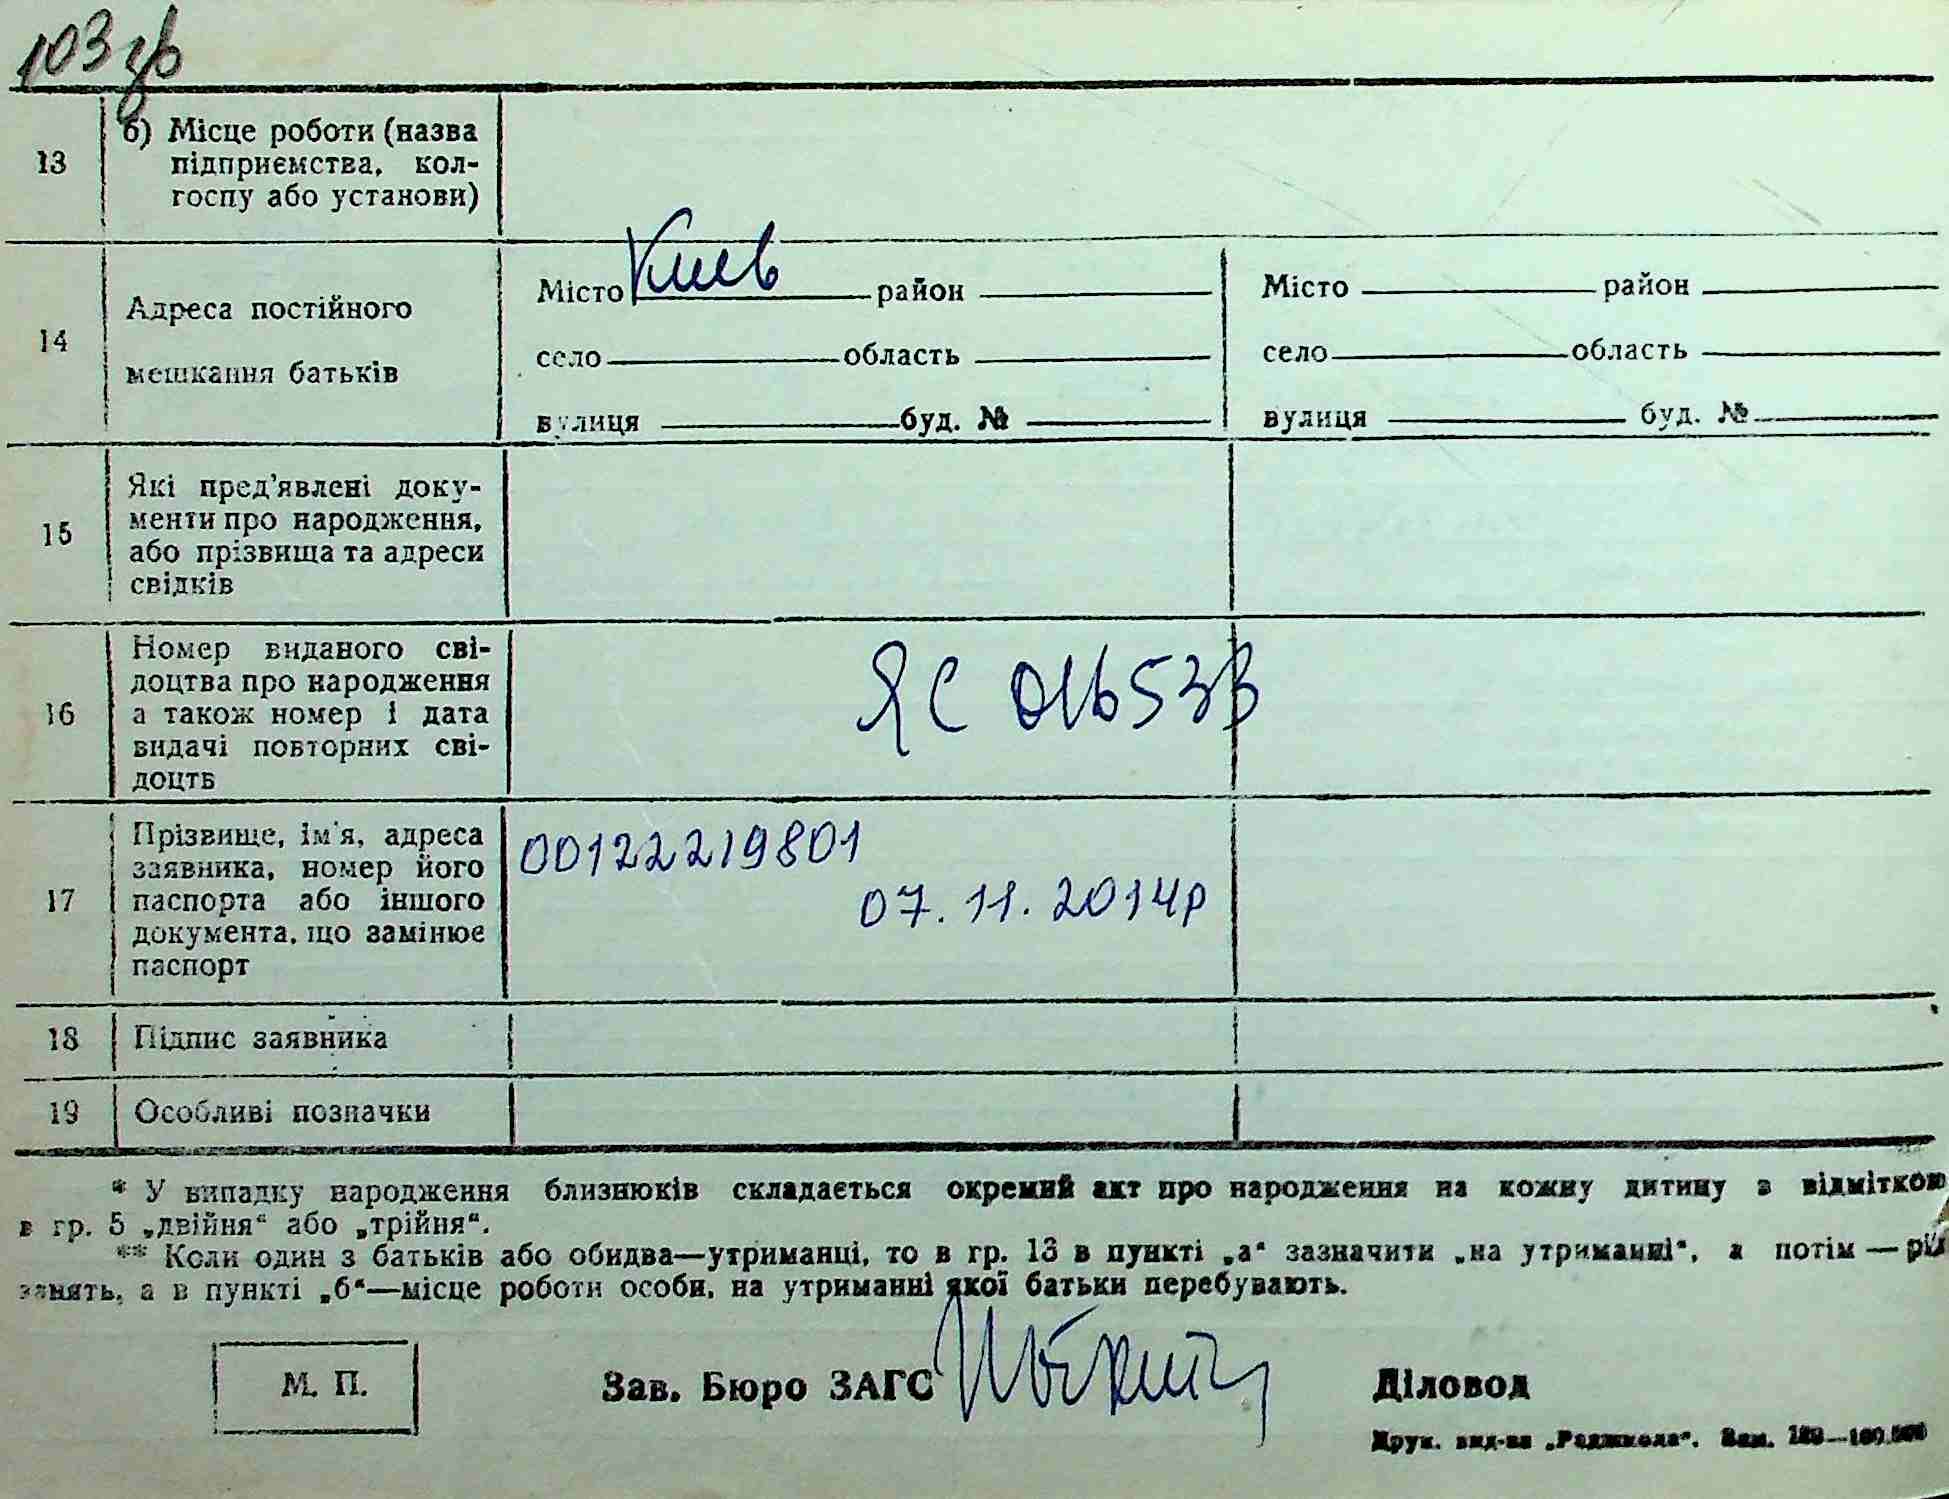 103 зв
13 б) Місце роботи (назва
підприємства, кол-
госпу або установи)
14 Адреса постійного
мешкання батьків
Місто Киев район Місто район
село область село область
вулиця буд. № вулиця буд. №
15 Які пред'явлені доку-
менти про народження,
або прізвища та адреси
свідків
16 Номер виданого сві-
доцтва про народження
а також номер і дата
видачі повторних сві-
доцтв
ЯС 016533
17 Прізвище, ім'я, адреса
заявника, номер його
паспорта або іншого
документа, що замінює
паспорт
00122219801
07.11.2014р
18 Підпис заявника
19 Особливі позначки
* У випадку народження близнюків складається окремий акт про народження на кожну дитину з відміткою
в гр. 5 „двійня“ або „трійня“.
** Коли один з батьків або обидва—утриманці, то в гр. 13 в пункті „а“ зазначити „на утриманні“, а потім — рід
занять, а в пункті „б“—місце роботи особи, на утриманні якої батьки перебувають.
М. П. Зав. Бюро ЗАГС Діловод
Друк. вид-ва „Радшкола“. Зам.